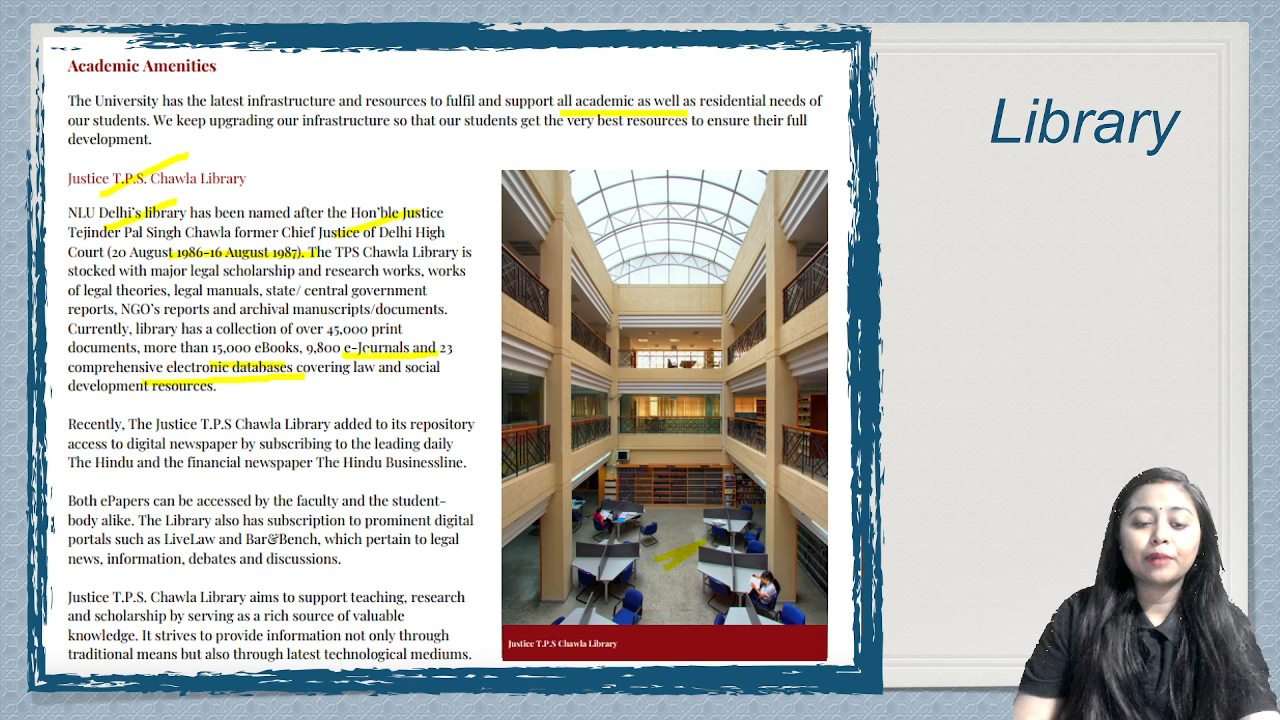 Academic Amenities
The University has the latest infrastructure and resources to fulfil and support all academic as well as residential needs of
our students. We keep upgrading our infrastructure so that our students get the very best resources to ensure their full
development.
Justice T.P.S. Chawla Library
NLU Delhi's library has been named after the Hon'ble Justice
Tejinder Pal Singh Chawla former Chief Justice of Delhi High
Court (20 August 1986-16 August 1987). The TPS Chawla Library is
stocked with major legal scholarship and research works, works
of legal theories, legal manuals, state/ central government
reports, NGO's reports and archival manuscripts/documents.
Currently, library has a collection of over 45,000 print
documents, more than 15,000 eBooks, 9,800 e-Journals and 23
comprehensive electronic databases covering law and social
development resources.
Recently, The Justice T.P.S Chawla Library added to its repository
access to digital newspaper by subscribing to the leading daily
The Hindu and the financial newspaper The Hindu Businessline.
Both ePapers can be accessed by the faculty and the student-
body alike. The Library also has subscription to prominent digital
portals such as LiveLaw and Bar&Bench, which pertain to legal
news, information, debates and discussions.
Justice T.P.S. Chawla Library aims to support teaching, research
and scholarship by serving as a rich source of valuable
knowledge. It strives to provide information not only through
traditional means but also through latest technological mediums.
Justice T.P.S Chawla Library
Library